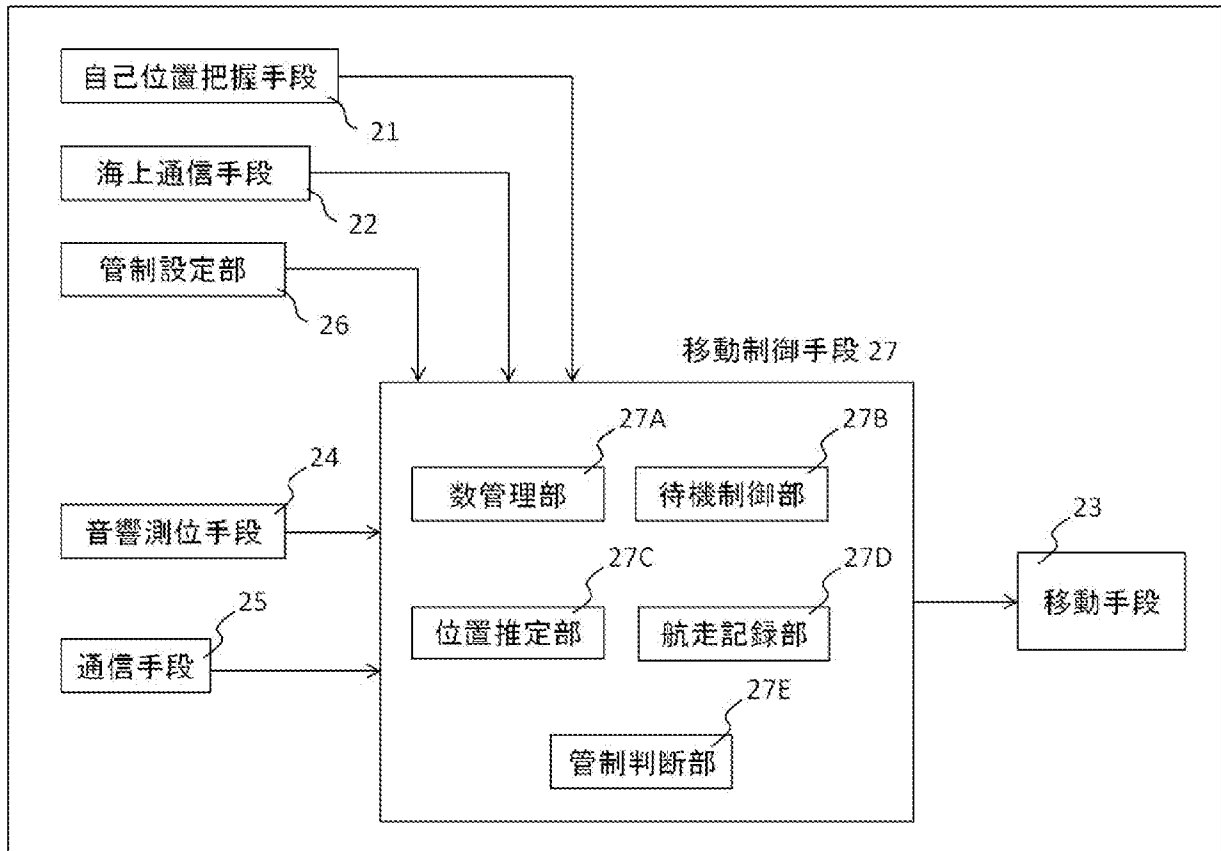 自己位置把握手段
21
海上通信手段
22
管制設定部
26
移動制御手段 27
27A
27B
数管理部
待機制御部
24
音響測位手段
23
移動手段
27C
27D
位置推定部
航走記録部
25
通信手段
27E
管制判断部